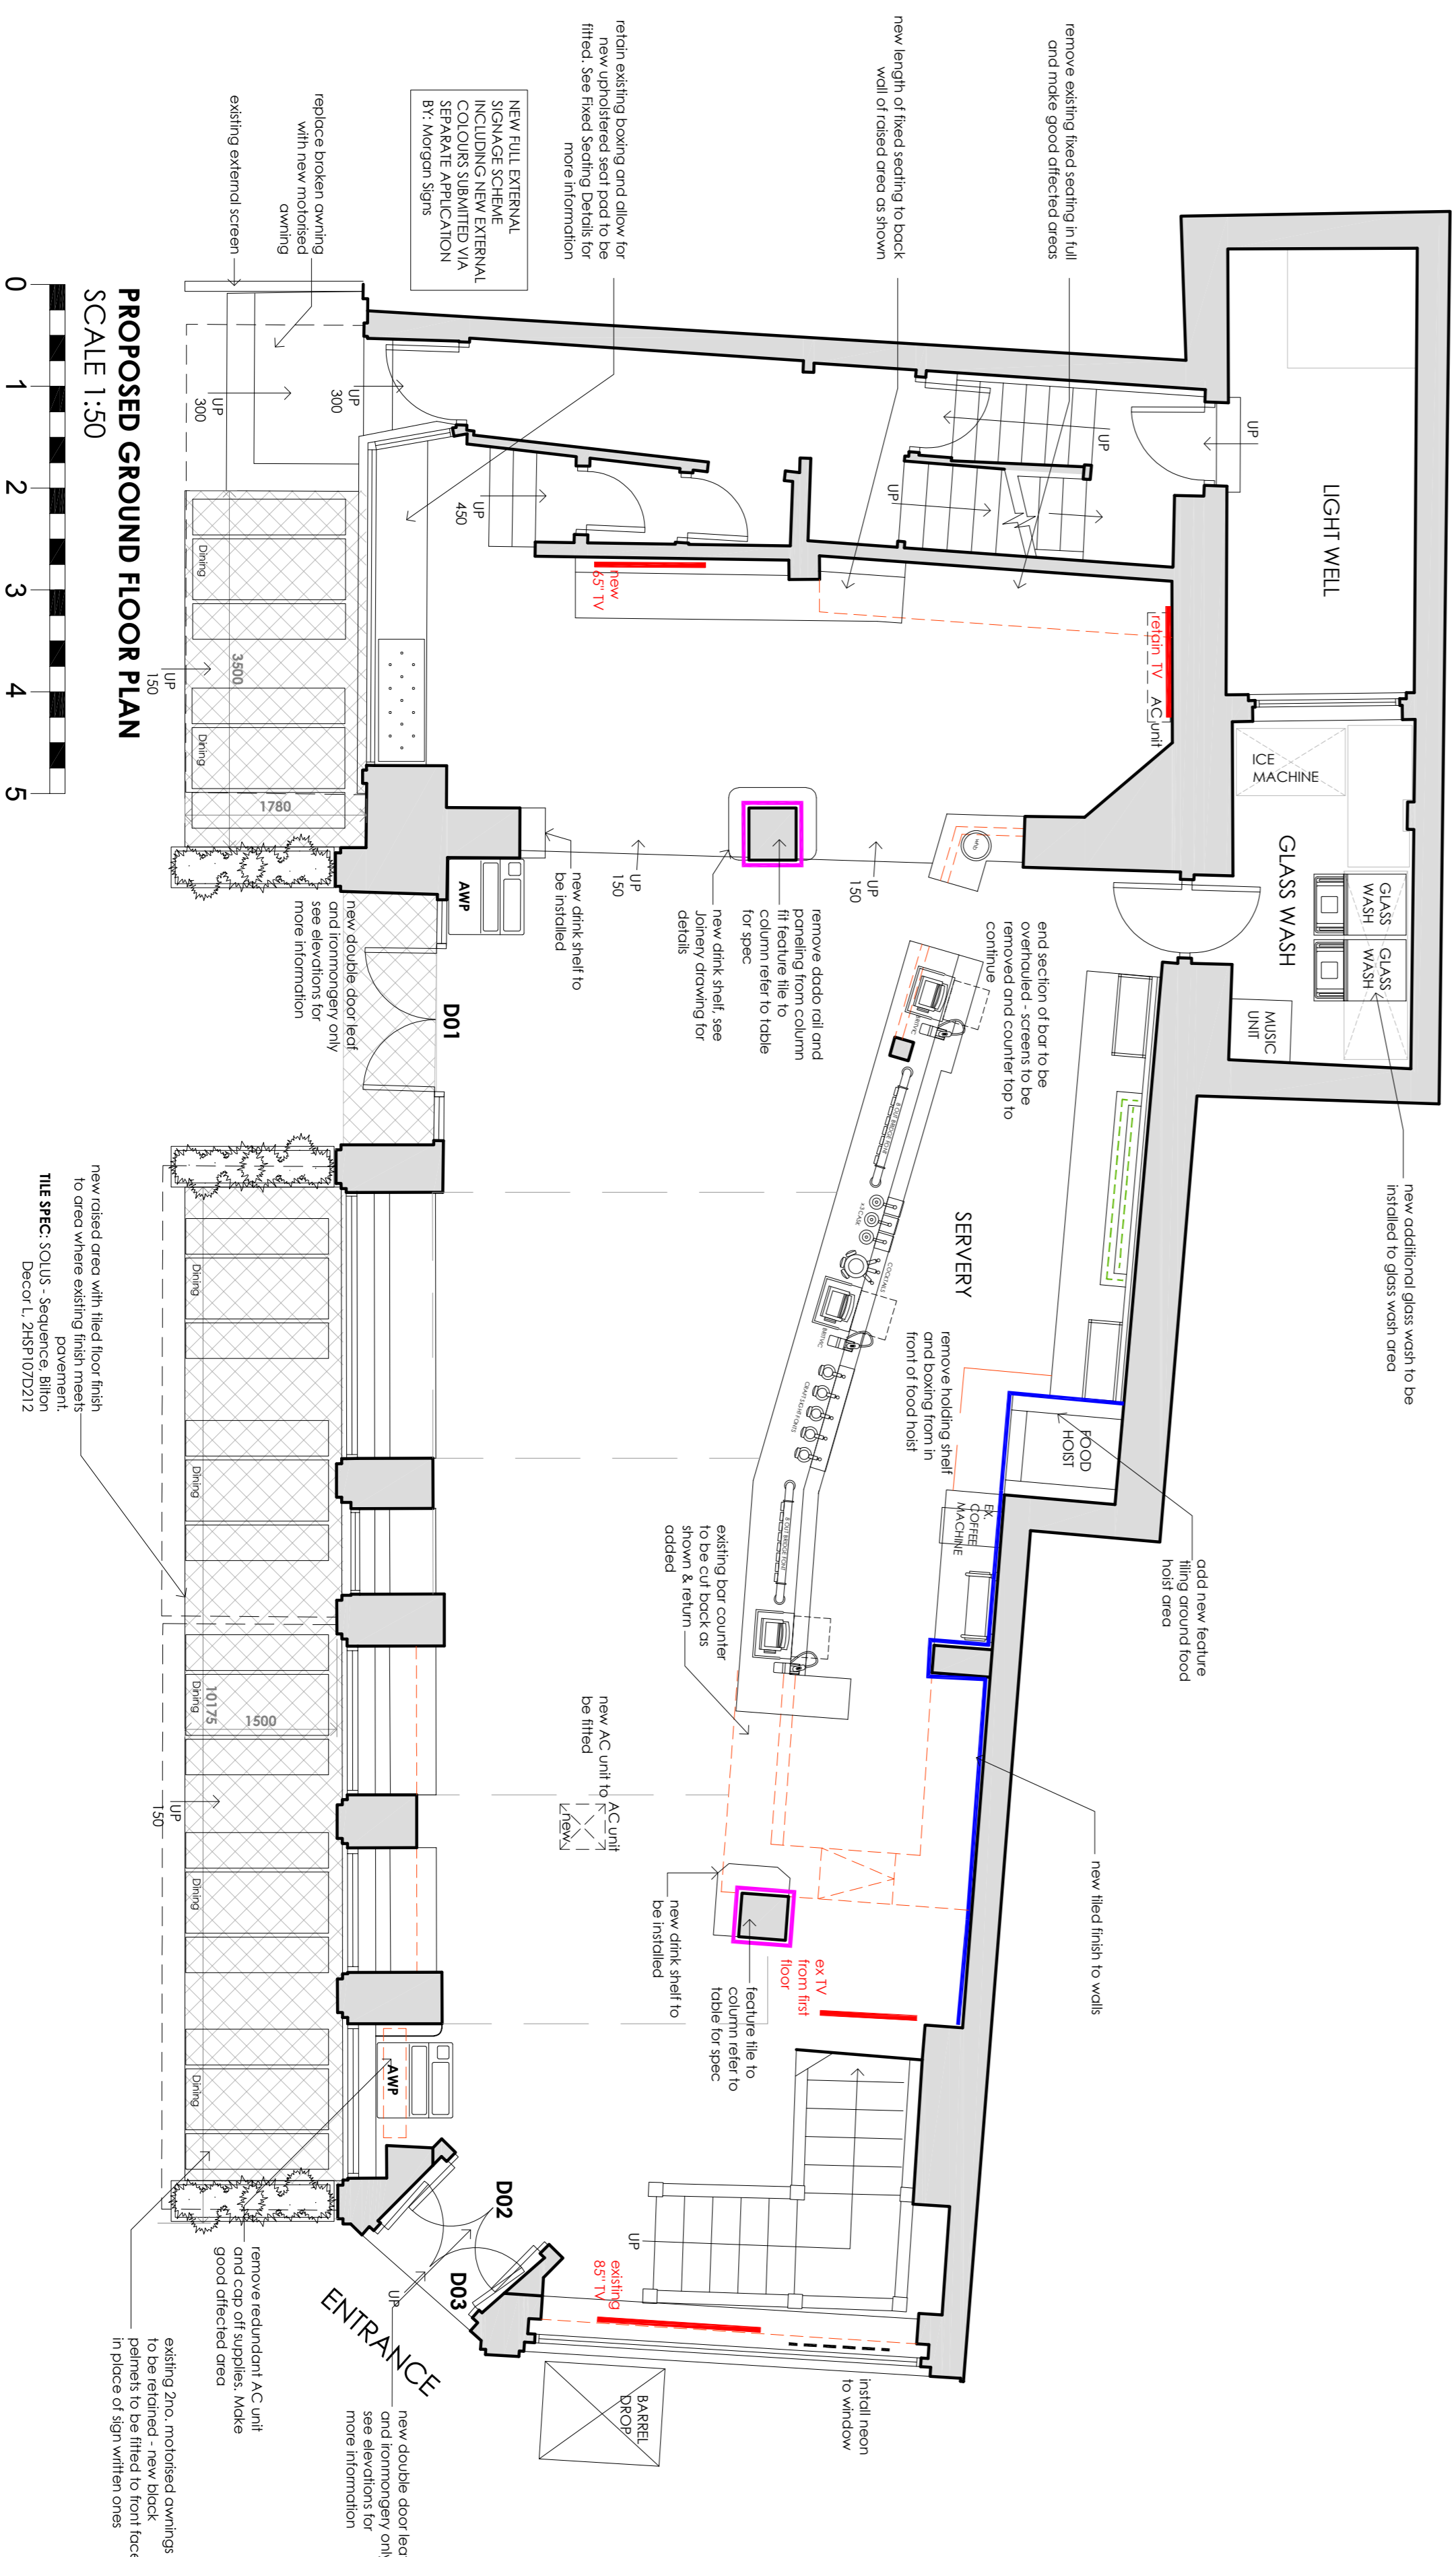 remove existing fixed seating in full
and make good affected areas
new length of fixed seating to back
wall of raised area as shown
retain existing boxing and allow for
new upholstered seat pad to be
fitted. See Fixed Seating Details for
more information
NEW FULL EXTERNAL
SIGNAGE SCHEME
INCLUDING NEW EXTERNAL
COLOURS SUBMITTED VIA
SEPARATE APPLICATION
BY: Morgan Signs
replace broken awning
with new motorised
awning
existing external screen
LIGHT WELL
UP
UP
UP
UP
450
UP
300
UP
300
new
65" TV
retain TV
AC unit
ICE
MACHINE
GLASS WASH
GLASS
WASH
GLASS
WASH
MUSIC
UNIT
new additional glass wash to be
installed to glass wash area
Dining
3500
Dining
1780
UP
150
AWP
new drink shelf to
be installed
UP
150
UP
150
remove dado rail and
paneling from column
fit feature tile to
column refer to table
for spec
new drink shelf, see
Joinery drawing for
details
end section of bar to be
overhauled - screens to be
removed and counter top to
continue
new double door leaf
and ironmongery only
see elevations for
more information
D01
BRITVIC
8 OUT BRIDGE FONT
x3 CASK
COCKTAILS
BRITVIC
CRAFT LIGHT FONTS
8 OUT BRIDGE FONT
SERVERY
remove holding shelf
and boxing from in
front of food hoist
FOOD
HOIST
EX.
COFFEE
MACHINE
add new feature
tiling around food
hoist area
existing bar counter
to be cut back as
shown & return
added
new tiled finish to walls
new AC unit to
be fitted
AC unit
new
new drink shelf to
be installed
feature tile to
column refer to
table for spec
ex TV
from first
floor
new raised area with tiled floor finish
to area where existing finish meets
pavement.
TILE SPEC: SOLUS - Sequence, Bilton
Decor L, 2HSP107D212
Dining
Dining
Dining
10175
1500
Dining
Dining
UP
150
AWP
D02
D03
UP
ENTRANCE
UP
existing
85" TV
install neon
to window
BARREL
DROP
remove redundant AC unit
and cap off supplies. Make
good affected area
new double door lea
and ironmongery only
see elevations for
more information
existing 2no. motorised awnings
to be retained - new black
pelmets to be fitted to front face
in place of sign written ones
PROPOSED GROUND FLOOR PLAN
SCALE 1:50
0 1 2 3 4 5